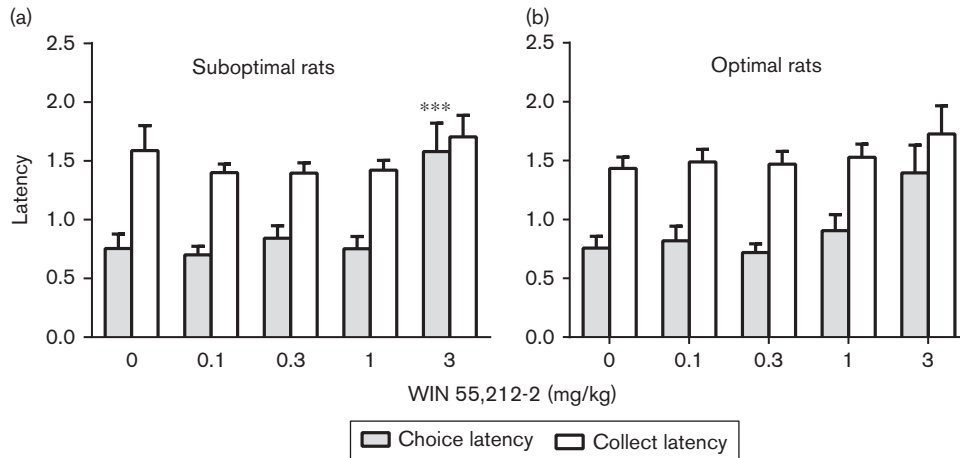 (a)
Suboptimal rats
Latency
2.5
2.0
1.5
1.0
0.5
0.0
***
0 0.1 0.3 1 3
(b)
Optimal rats
2.5
2.0
1.5
1.0
0.5
0.0
0 0.1 0.3 1 3
WIN 55,212-2 (mg/kg)
Choice latency Collect latency